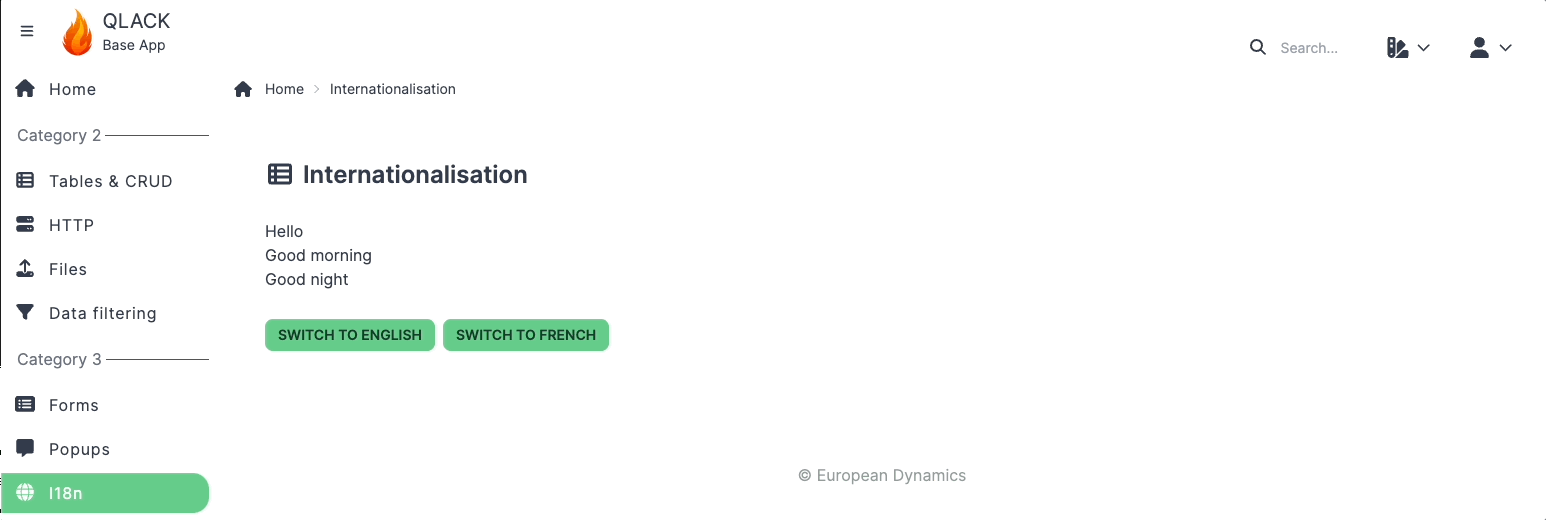 QLACK
Base App
Search...
Home
Category 2
Tables & CRUD
HTTP
Files
Data filtering
Category 3
Forms
Popups
I18n
Home > Internationalisation
Internationalisation
Hello
Good morning
Good night
SWITCH TO ENGLISH SWITCH TO FRENCH
© European Dynamics